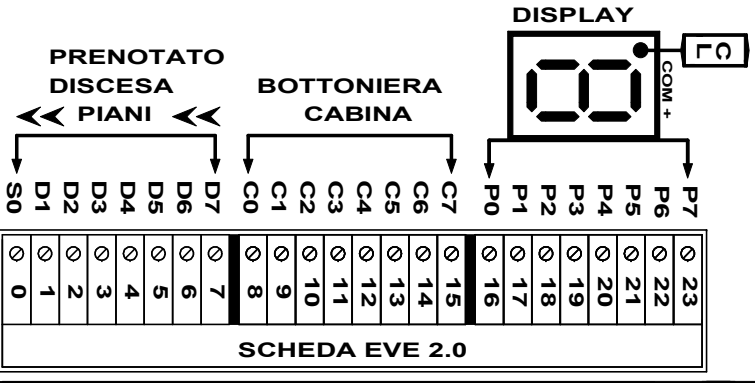 DISPLAY
PRENOTATO
DISCESA
<< PIANI <<
BOTTONIERA
CABINA
CL
COM +
S0 D1 D2 D3 D4 D5 D6 D7 C0 C1 C2 C3 C4 C5 C6 C7 P0 P1 P2 P3 P4 P5 P6 P7
0 1 2 3 4 5 6 7 8 9 10 11 12 13 14 15 16 17 18 19 20 21 22 23
SCHEDA EVE 2.0